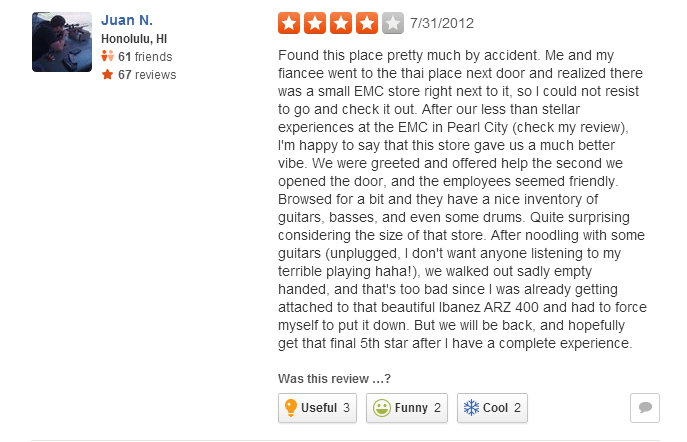 Juan N.
Honolulu, HI
61 friends
67 reviews
7/31/2012
Found this place pretty much by accident. Me and my
fiancee went to the thai place next door and realized there
was a small EMC store right next to it, so I could not resist
to go and check it out. After our less than stellar
experiences at the EMC in Pearl City (check my review),
I'm happy to say that this store gave us a much better
vibe. We were greeted and offered help the second we
opened the door, and the employees seemed friendly.
Browsed for a bit and they have a nice inventory of
guitars, basses, and even some drums. Quite surprising
considering the size of that store. After noodling with some
guitars (unplugged, I don't want anyone listening to my
terrible playing haha!), we walked out sadly empty
handed, and that's too bad since I was already getting
attached to that beautiful Ibanez ARZ 400 and had to force
myself to put it down. But we will be back, and hopefully
get that final 5th star after I have a complete experience.
Was this review ...?
Useful 3 Funny 2 Cool 2